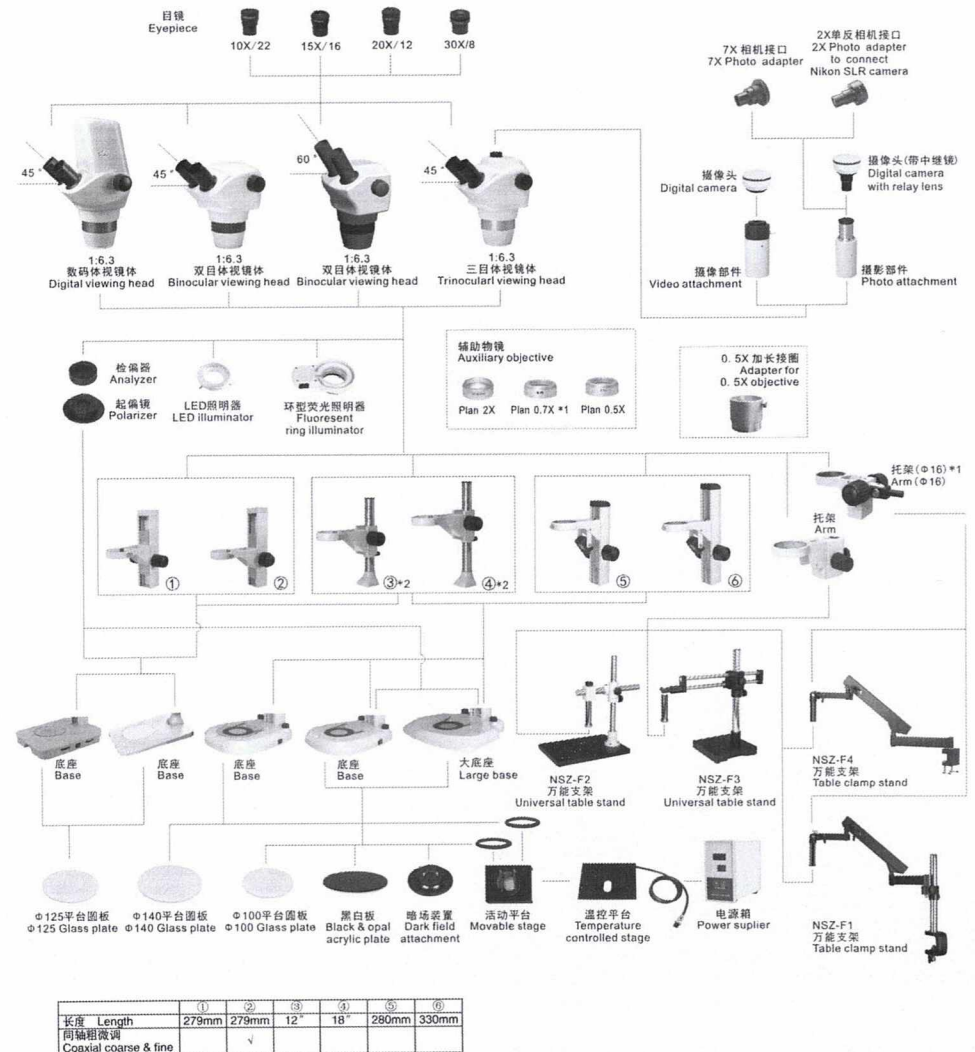 目镜
Eyepiece
10X/22
15X/16
20X/12
30X/8
7X 相机接口
7X Photo adapter
2X单反相机接口
2X Photo adapter
to connect
Nikon SLR camera
45°
45°
60°
45°
摄像头
Digital camera
摄像头(带中继镜)
Digital camera
with relay lens
1:6.3
数码体视镜体
Digital viewing head
1:6.3
双目体视镜体
Binocular viewing head
1:6.3
双目体视镜体
Binocular viewing head
1:6.3
三目体视镜体
Trinocularl viewing head
摄像部件
Video attachment
摄影部件
Photo attachment
检偏器
Analyzer
起偏镜
Polarizer
LED照明器
LED illuminator
环型荧光照明器
Fluoresent
ring illuminator
辅助物镜
Auxiliary objective
Plan 2X
Plan 0.7X *1
Plan 0.5X
0. 5X 加长接圈
Adapter for
0. 5X objective
托架(Φ16)*1
Arm (Φ16)
托架
Arm
①
②
③*2
④*2
⑤
⑥
底座
Base
底座
Base
底座
Base
底座
Base
大底座
Large base
NSZ-F2
万能支架
Universal table stand
NSZ-F3
万能支架
Universal table stand
NSZ-F4
万能支架
Table clamp stand
Φ125平台圆板
Φ125 Glass plate
Φ140平台圆板
Φ140 Glass plate
Φ100平台圆板
Φ100 Glass plate
黑白板
Black & opal
acrylic plate
暗场装置
Dark field
attachment
活动平台
Movable stage
温控平台
Temperature
controlled stage
电源箱
Power suplier
NSZ-F1
万能支架
Table clamp stand
① ② ③ ④ ⑤ ⑥
长度 Length 279mm 279mm 12" 18" 280mm 330mm
同轴粗微调
Coaxial coarse & fine √